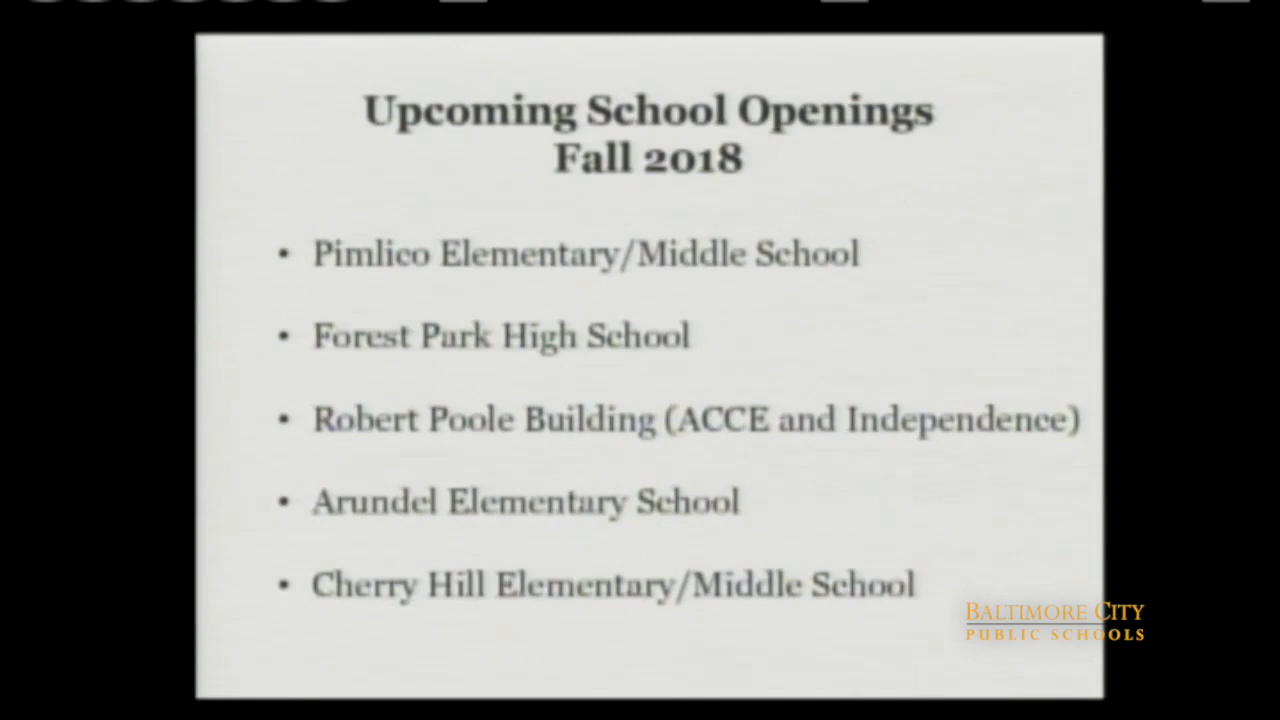 Upcoming School Openings
Fall 2018
• Pimlico Elementary/Middle School
• Forest Park High School
• Robert Poole Building (ACCE and Independence)
• Arundel Elementary School
• Cherry Hill Elementary/Middle School
BALTIMORE CITY
PUBLIC SCHOOLS